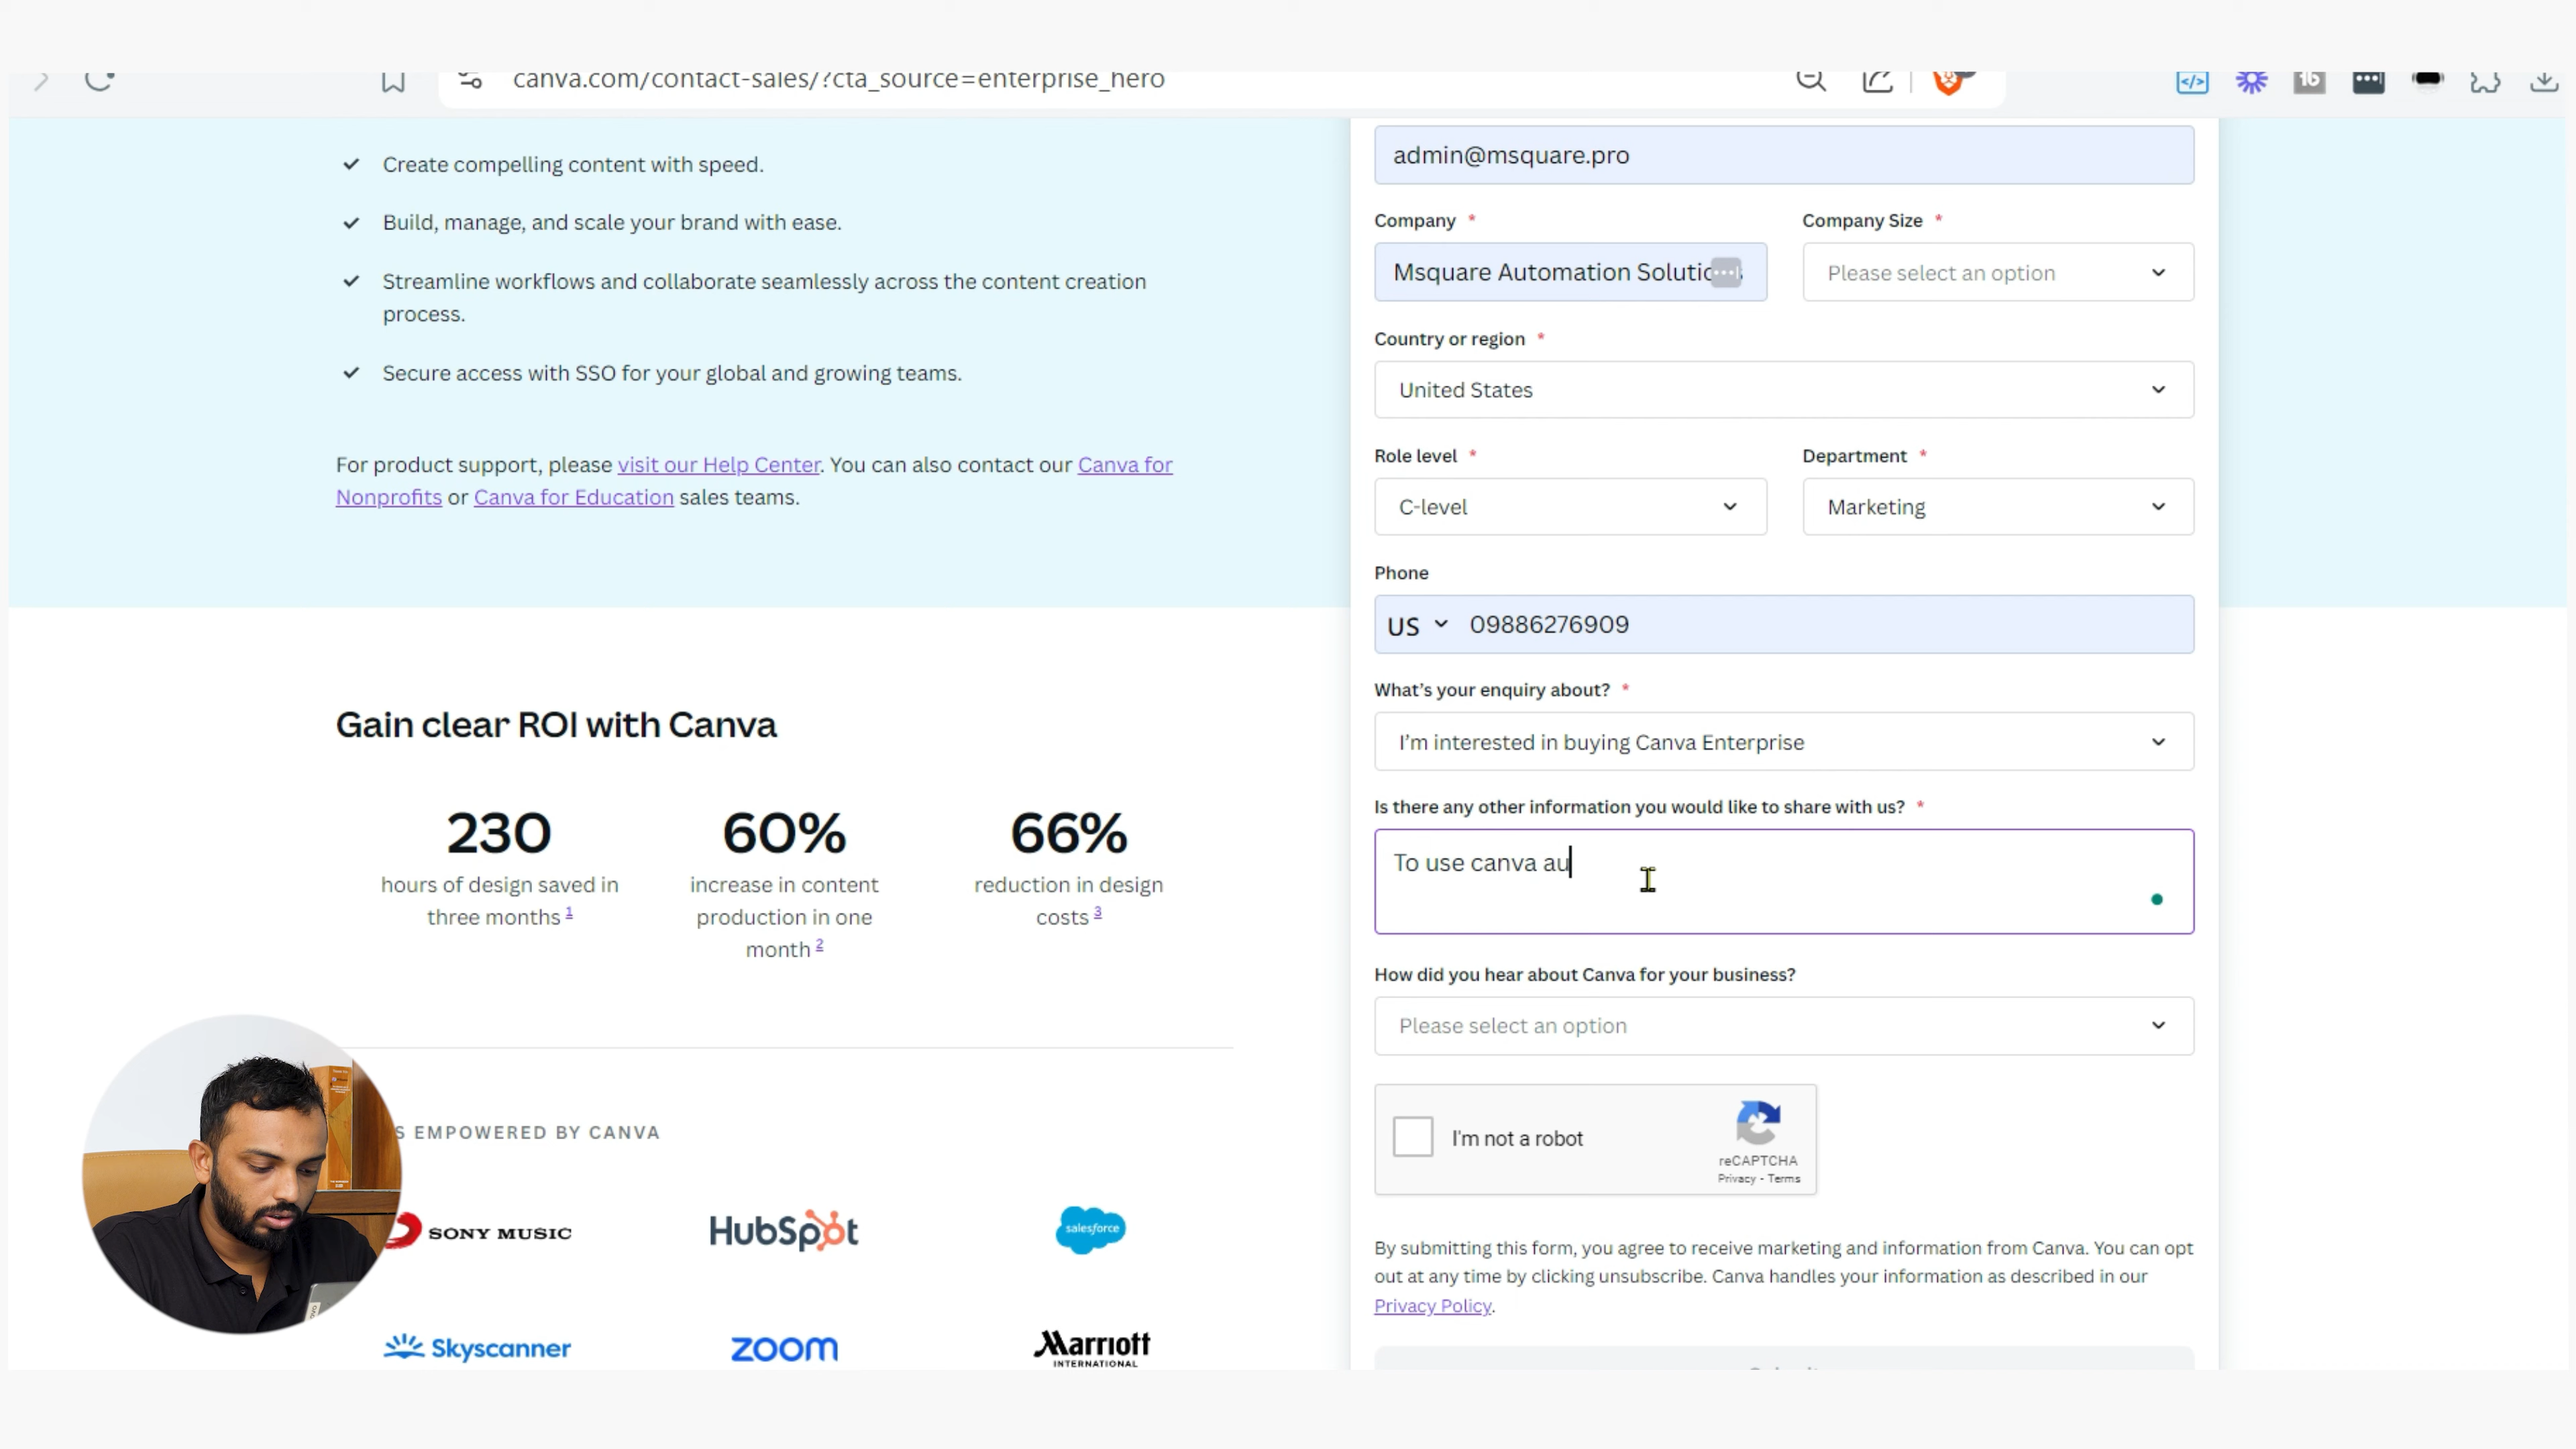 canva.com/contact-sales/?cta_source=enterprise_hero
16
Create compelling content with speed.
Build, manage, and scale your brand with ease.
Streamline workflows and collaborate seamlessly across the content creation
process.
Secure access with SSO for your global and growing teams.
For product support, please visit our Help Center. You can also contact our Canva for
Nonprofits or Canva for Education sales teams.
Gain clear ROI with Canva
230
hours of design saved in
three months 1
60%
increase in content
production in one
month 2
66%
reduction in design
costs 3
S EMPOWERED BY CANVA
SONY MUSIC
HubSpot
salesforce
Skyscanner
zoom
Marriott
INTERNATIONAL
admin@msquare.pro
Company *
Msquare Automation Solutio
Company Size *
Please select an option
Country or region *
United States
Role level *
C-level
Department *
Marketing
Phone
US 09886276909
What's your enquiry about? *
I'm interested in buying Canva Enterprise
Is there any other information you would like to share with us? *
To use canva au
How did you hear about Canva for your business?
Please select an option
I'm not a robot
reCAPTCHA
Privacy - Terms
By submitting this form, you agree to receive marketing and information from Canva. You can opt
out at any time by clicking unsubscribe. Canva handles your information as described in our
Privacy Policy.